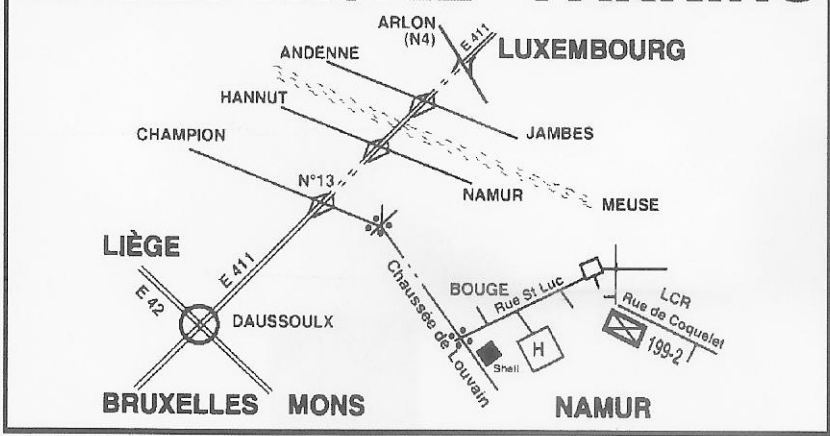 ARLON
(N4)
E 411
LUXEMBOURG
ANDENNE
HANNUT
JAMBES
CHAMPION
N°13
NAMUR
MEUSE
LIÈGE
E 411
E 42
DAUSSOULX
Chaussée de Louvain
BOUGE
Rue St Luc
LCR
Rue de Coquelet
199-2
H
Shell
BRUXELLES
MONS
NAMUR